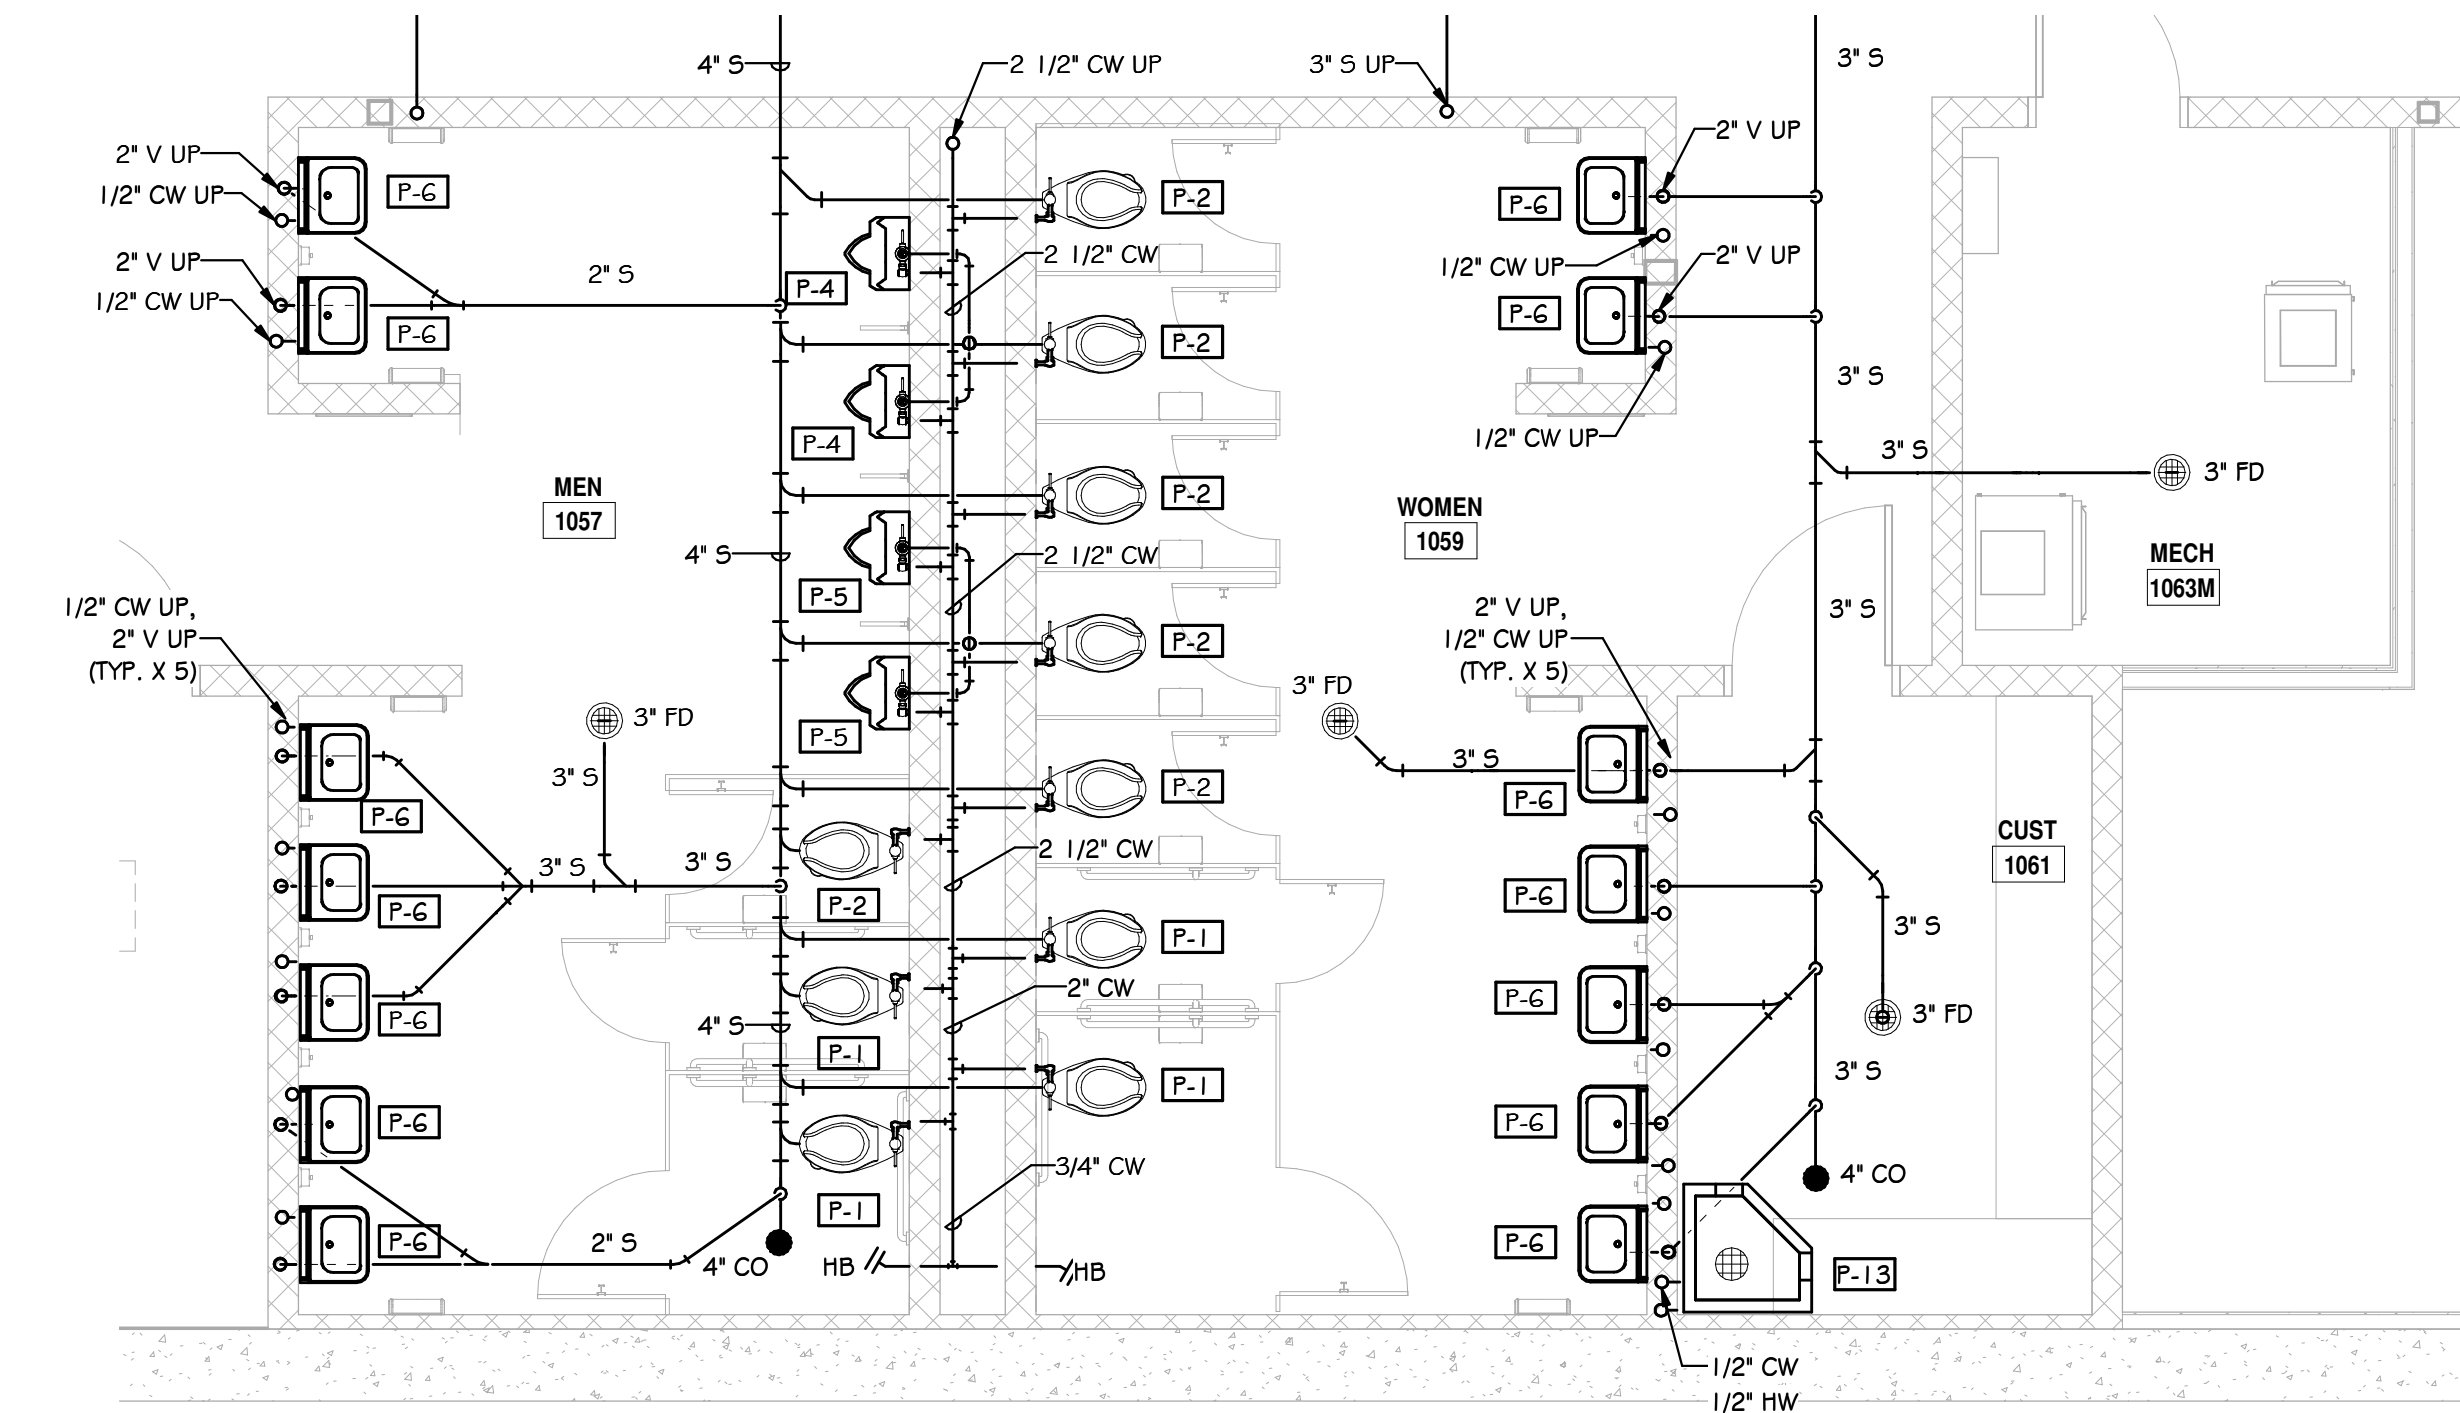 4" S
2 1/2" CW UP
3" S UP
3" S
2" V UP
1/2" CW UP
P-6
P-2
P-6
2" V UP
2" V UP
1/2" CW UP
P-6
2" S
P-4
2 1/2" CW
P-2
1/2" CW UP
P-6
2" V UP
3" S
P-4
1/2" CW UP
3" S
3" FD
MEN
1057
P-2
WOMEN
1059
4" S
2 1/2" CW
MECH
1063M
P-5
3" S
1/2" CW UP,
2" V UP
(TYP. X 5)
P-2
2" V UP,
1/2" CW UP
(TYP. X 5)
3" FD
3" FD
P-5
3" S
P-2
3" S
P-6
P-6
CUST
1061
3" S
3" S
2 1/2" CW
P-6
P-2
P-6
3" S
P-1
P-6
4" S
2" CW
P-6
3" FD
P-1
P-1
3" S
P-6
P-6
3/4" CW
4" CO
P-1
P-6
2" S
P-6
4" CO
HB
HB
P-13
1/2" CW
1/2" HW